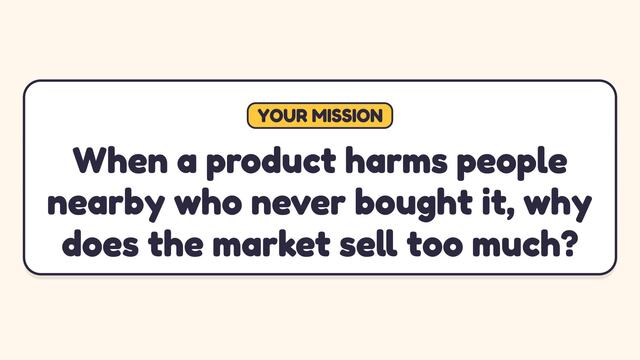 YOUR MISSION
When a product harms people
nearby who never bought it, why
does the market sell too much?